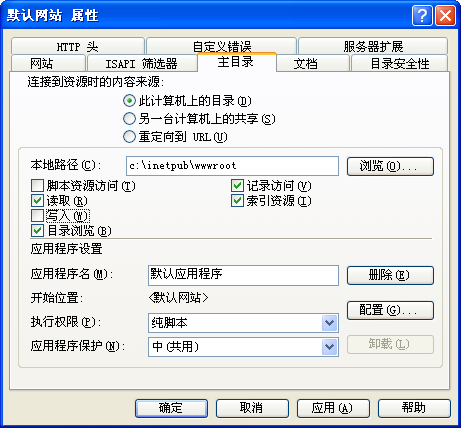 默认网站 属性
HTTP 头 自定义错误 服务器扩展
网站 ISAPI 筛选器 主目录 文档 目录安全性
连接到资源时的内容来源:
此计算机上的目录(D)
另一台计算机上的共享(S)
重定向到 URL(U)
本地路径(C): c:\inetpub\wwwroot 浏览(O)...
脚本资源访问(T) 记录访问(V)
读取(R) 索引资源(I)
写入(W)
目录浏览(B)
应用程序设置
应用程序名(M): 默认应用程序 删除(E)
开始位置: <默认网站>
配置(G)...
执行权限(P): 纯脚本
应用程序保护(N): 中(共用) 卸载(L)
确定 取消 应用(A) 帮助